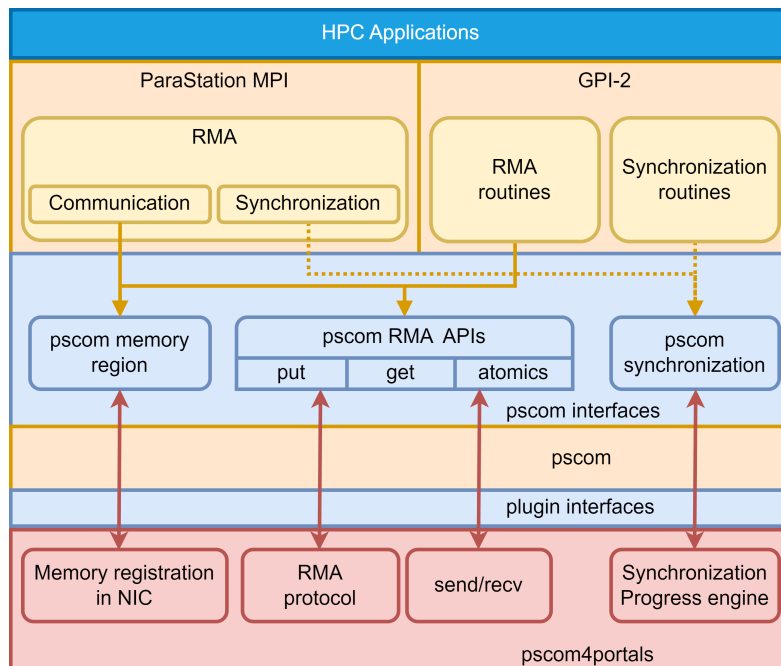 HPC Applications
ParaStation MPI
GPI-2
RMA
Communication
Synchronization
RMA
routines
Synchronization
routines
pscom memory
region
pscom RMA APIs
put
get
atomics
pscom
synchronization
pscom interfaces
pscom
plugin interfaces
Memory registration
in NIC
RMA
protocol
send/recv
Synchronization
Progress engine
pscom4portals